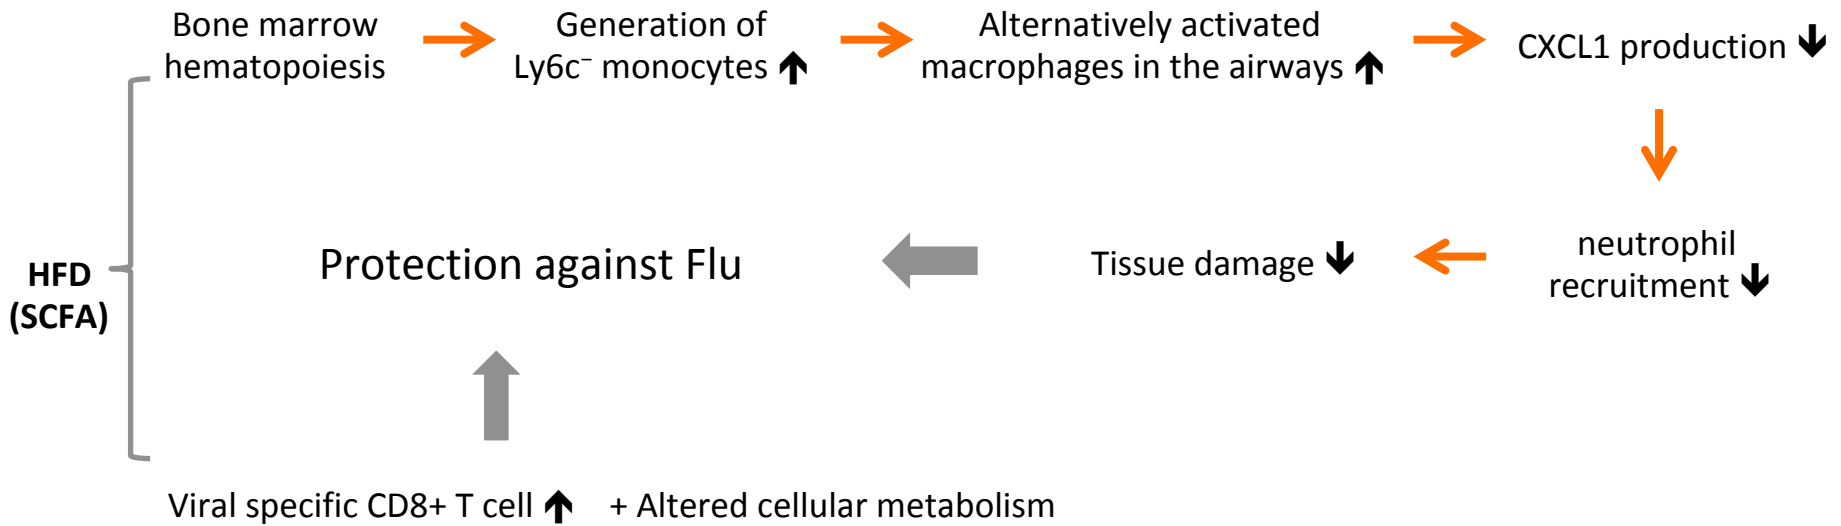 Bone marrow
hematopoiesis
Generation of
Ly6c⁻ monocytes ↑
Alternatively activated
macrophages in the airways ↑
CXCL1 production ↓
HFD
(SCFA)
Protection against Flu
Tissue damage ↓
neutrophil
recruitment ↓
Viral specific CD8+ T cell ↑ + Altered cellular metabolism